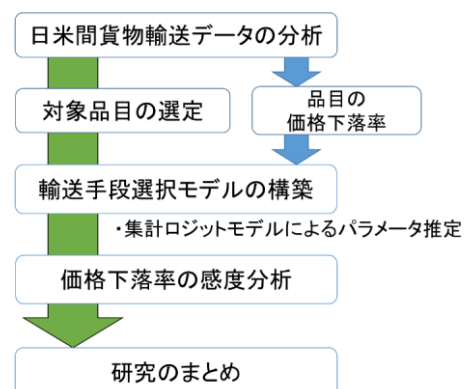 日米間貨物輸送データの分析
対象品目の選定
品目の
価格下落率
輸送手段選択モデルの構築
・集計ロジットモデルによるパラメータ推定
価格下落率の感度分析
研究のまとめ